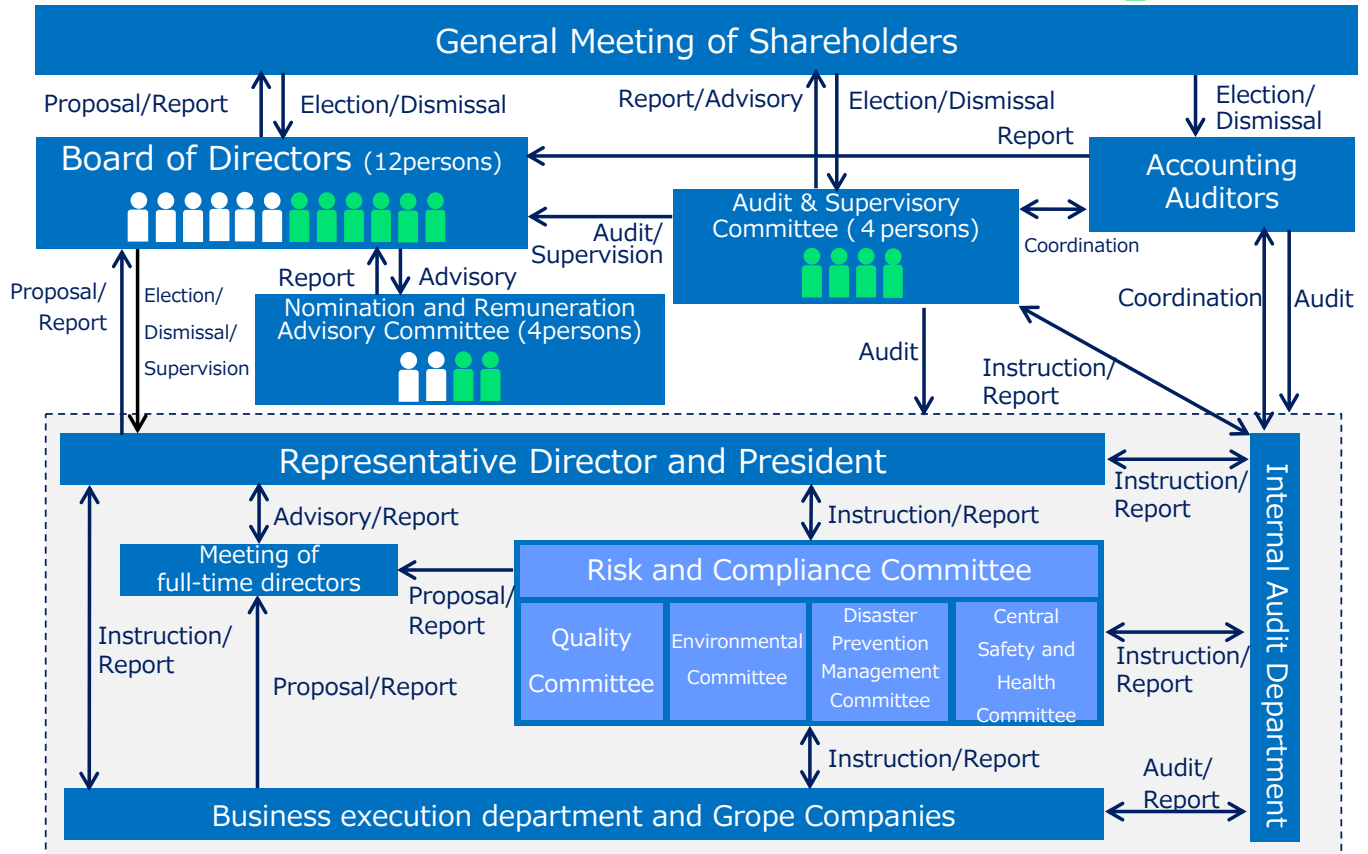 General Meeting of Shareholders
Proposal/Report
Election/Dismissal
Report/Advisory
Election/Dismissal
Election/
Dismissal
Report
Board of Directors (12persons)
Accounting
Auditors
Audit & Supervisory
Committee ( 4 persons)
Audit/
Supervision
Coordination
Report
Advisory
Proposal/
Report
Election/
Dismissal/
Supervision
Nomination and Remuneration
Advisory Committee (4persons)
Coordination
Audit
Audit
Instruction/
Report
Representative Director and President
Instruction/
Report
Advisory/Report
Instruction/Report
Meeting of
full-time directors
Proposal/
Report
Risk and Compliance Committee
Quality
Committee
Environmental
Committee
Disaster
Prevention
Management
Committee
Central
Safety and
Health
Committee
Instruction/
Report
Instruction/
Report
Proposal/Report
Instruction/Report
Audit/
Report
Internal Audit Department
Business execution department and Grope Companies